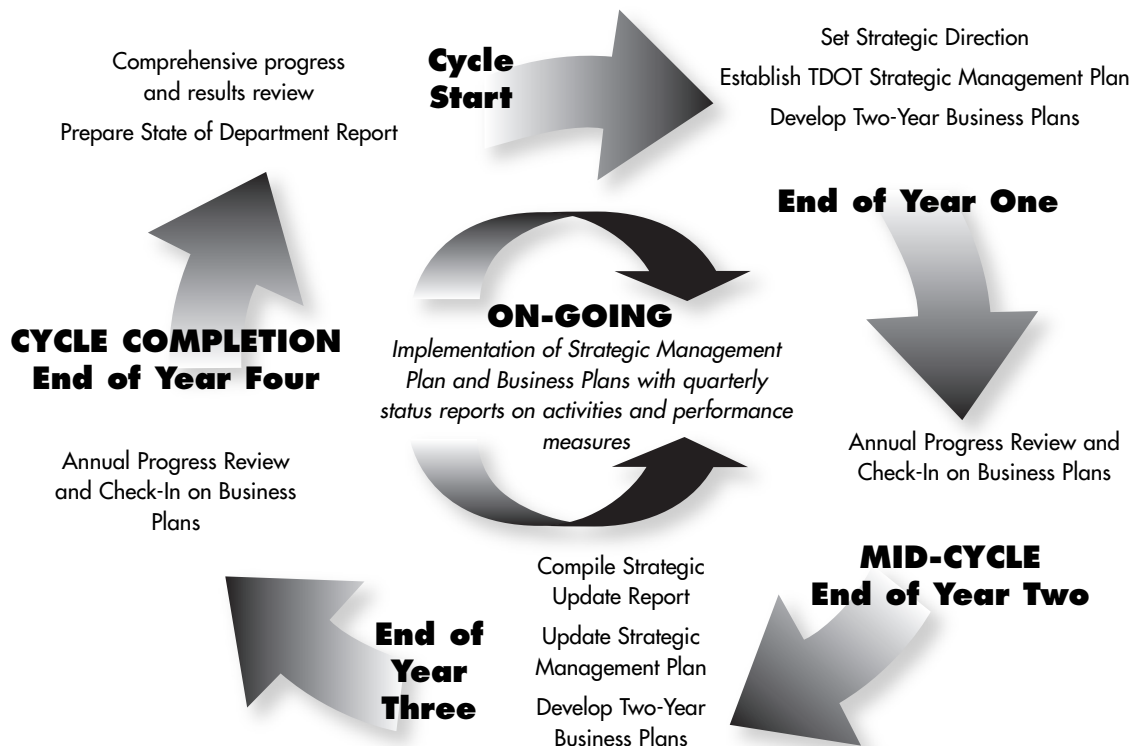 Cycle
Start
Set Strategic Direction
Establish TDOT Strategic Management Plan
Develop Two-Year Business Plans
End of Year One
Annual Progress Review and
Check-In on Business Plans
MID-CYCLE
End of Year Two
Compile Strategic
Update Report
Update Strategic
Management Plan
Develop Two-Year
Business Plans
End of
Year
Three
Annual Progress Review
and Check-In on Business
Plans
CYCLE COMPLETION
End of Year Four
Comprehensive progress
and results review
Prepare State of Department Report
ON-GOING
Implementation of Strategic Management
Plan and Business Plans with quarterly
status reports on activities and performance
measures